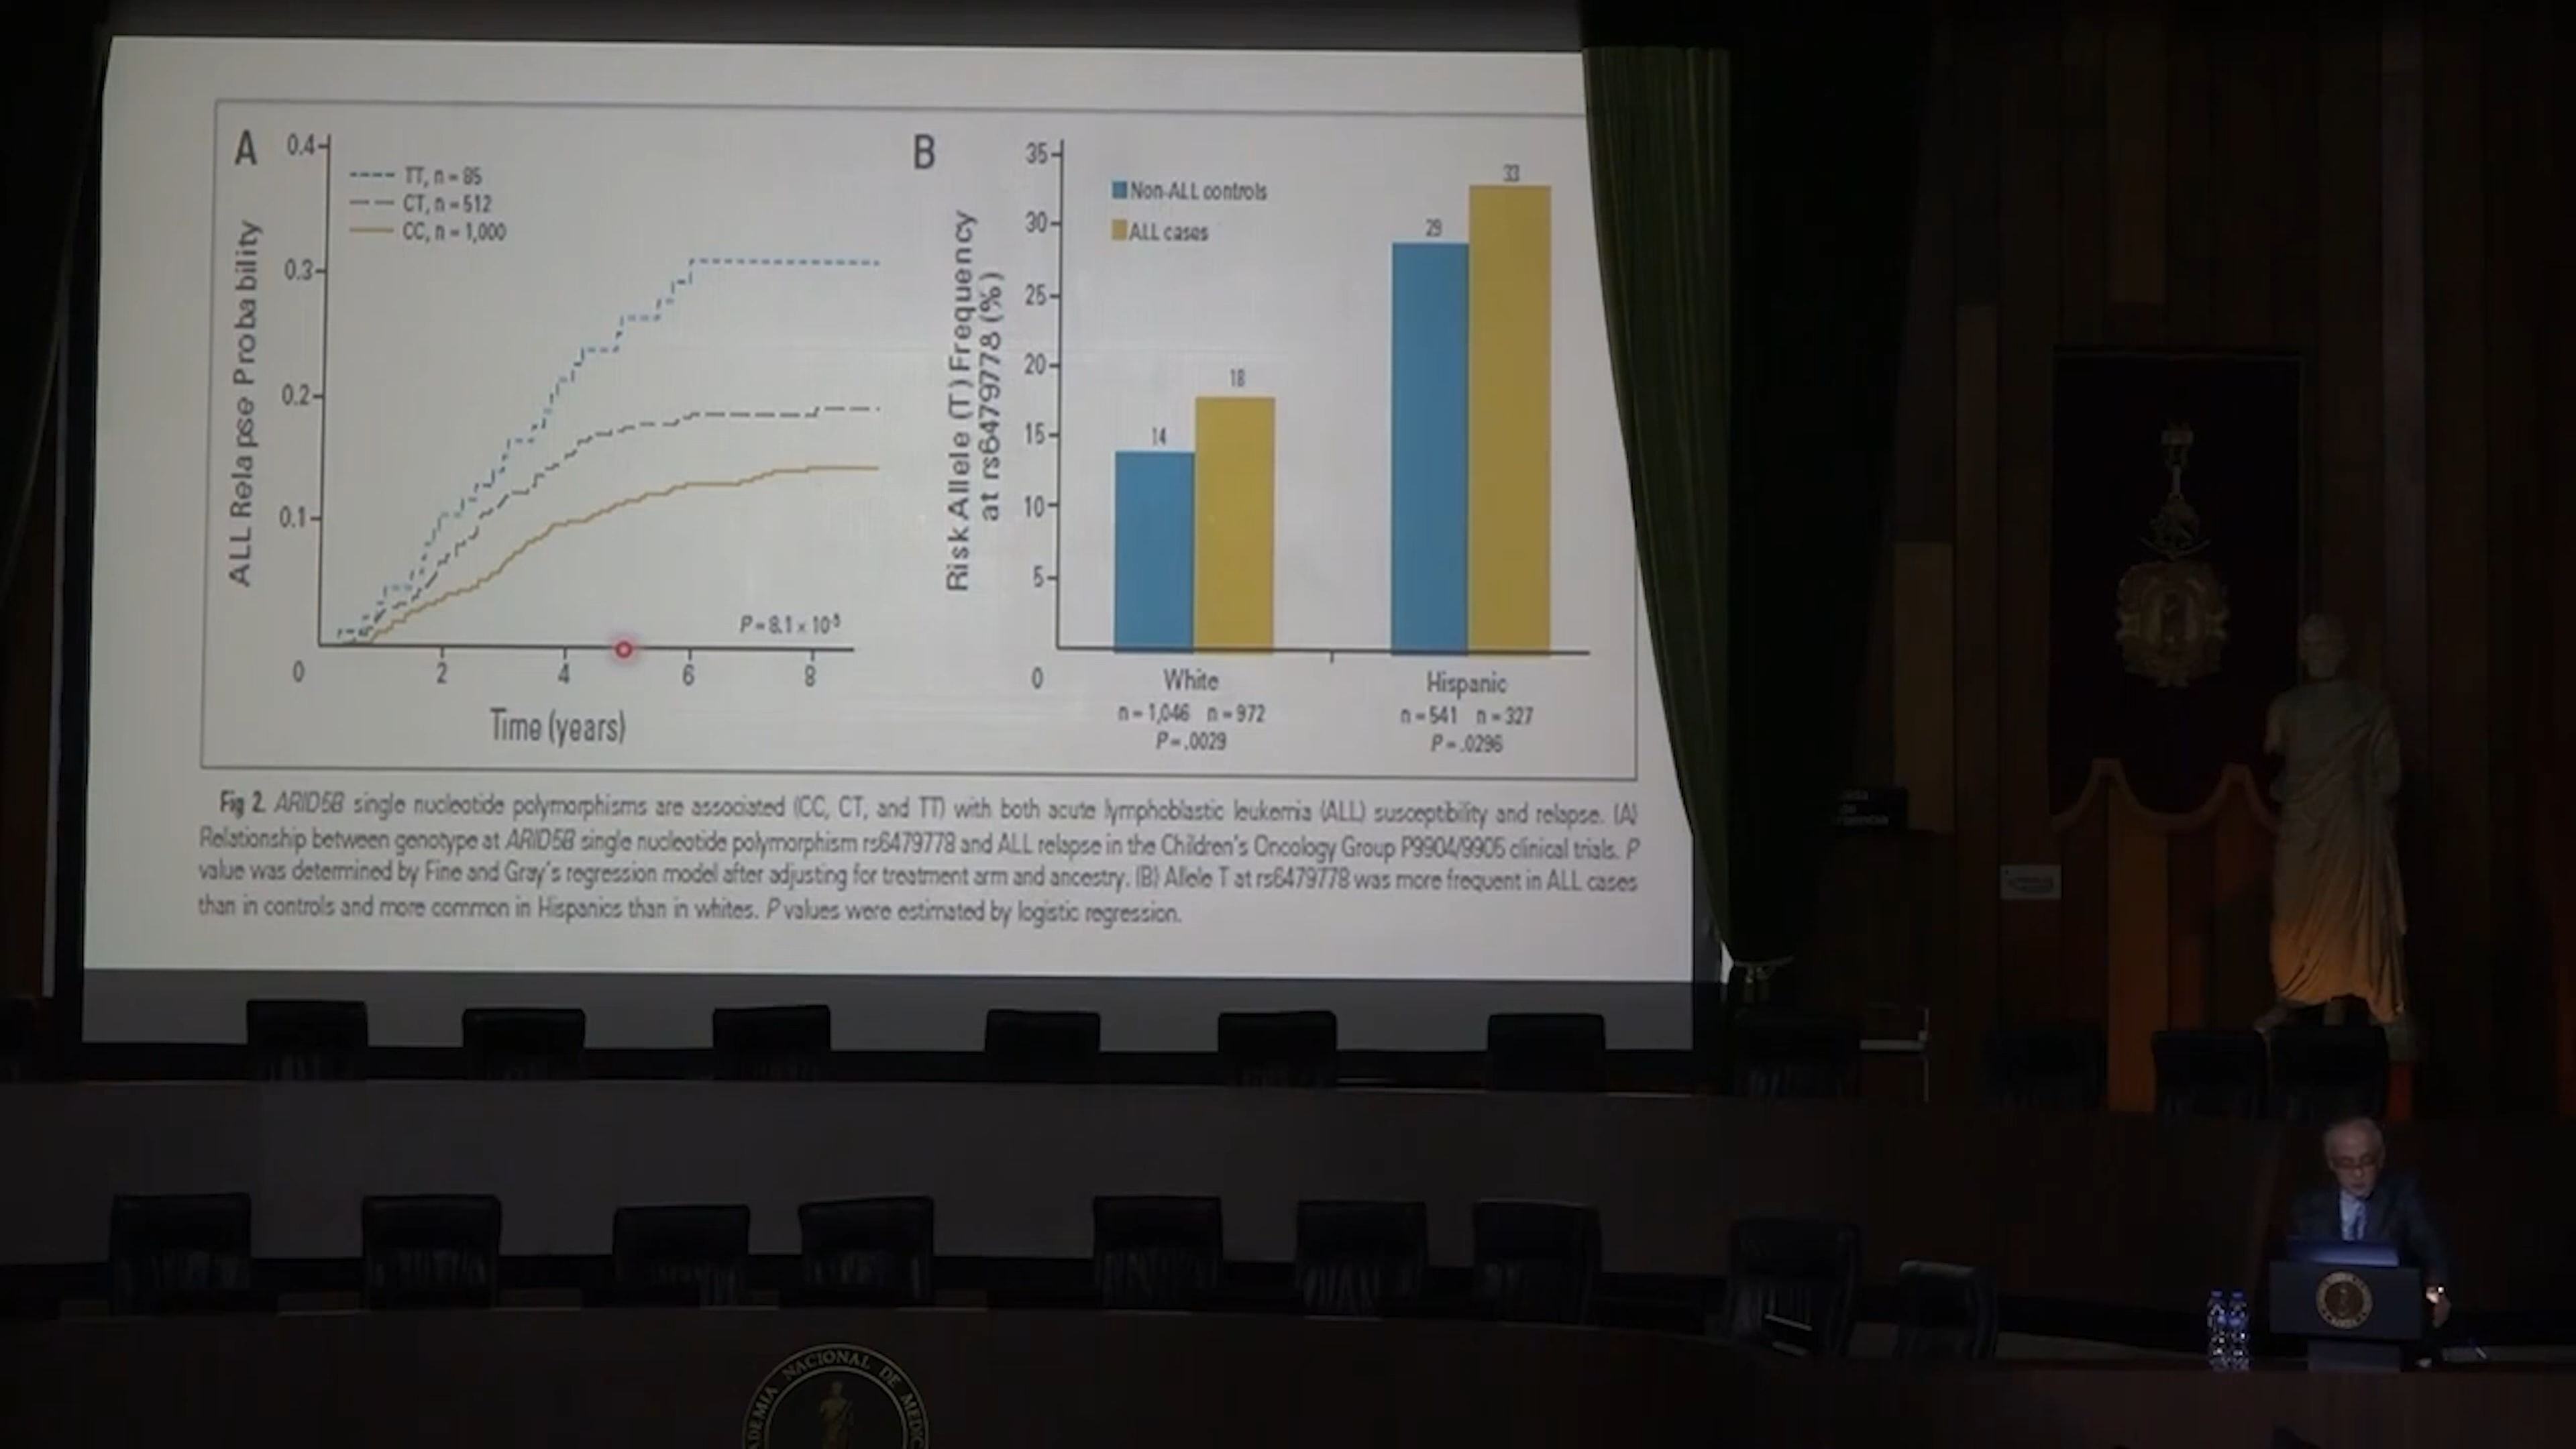 A
0.4
TT, n = 85
CT, n = 512
CC, n = 1,000
0.3
0.2
0.1
0
2
4
6
8
ALL Relapse Probability
P = 8.1 x 10-5
Time (years)
B
35
30
25
20
15
10
5
0
Risk Allele (T) Frequency
at rs6479778 (%)
Non-ALL controls
ALL cases
14
18
29
33
White
Hispanic
n = 1,046 n = 972
n = 541 n = 327
P = .0029
P = .0296
Fig 2. ARID5B single nucleotide polymorphisms are associated (CC, CT, and TT) with both acute lymphoblastic leukemia (ALL) susceptibility and relapse. (A)
Relationship between genotype at ARID5B single nucleotide polymorphism rs6479778 and ALL relapse in the Children's Oncology Group P9904/9905 clinical trials. P
value was determined by Fine and Gray's regression model after adjusting for treatment arm and ancestry. (B) Allele T at rs6479778 was more frequent in ALL cases
than in controls and more common in Hispanics than in whites. P values were estimated by logistic regression.
ADEMIA NACIONAL DE MEDIC